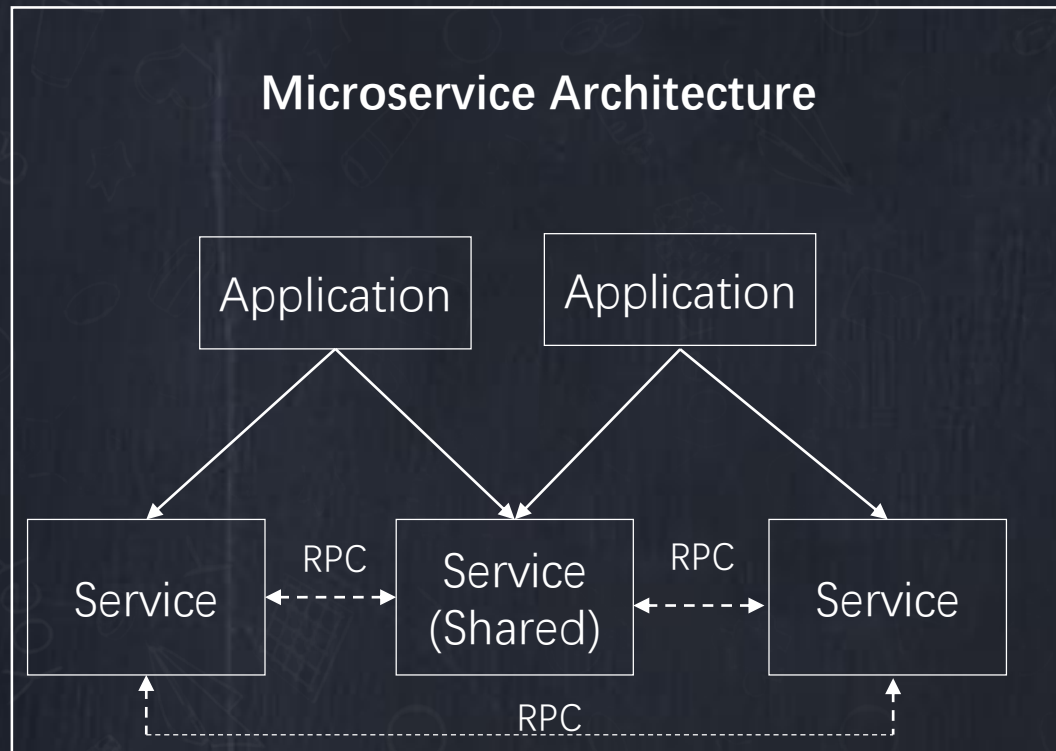 Microservice Architecture
Application
Application
Service
RPC
Service
(Shared)
RPC
Service
RPC